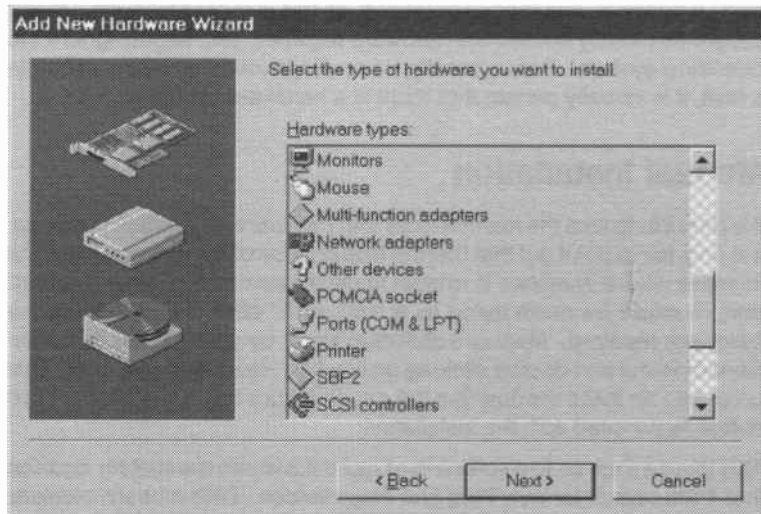 Add New Hardware Wizard
Select the type of hardware you want to install.
Hardware types:
Monitors
Mouse
Multi-function adapters
Network adapters
Other devices
PCMCIA socket
Ports (COM & LPT)
Printer
SBP2
SCSI controllers
< Back
Next >
Cancel